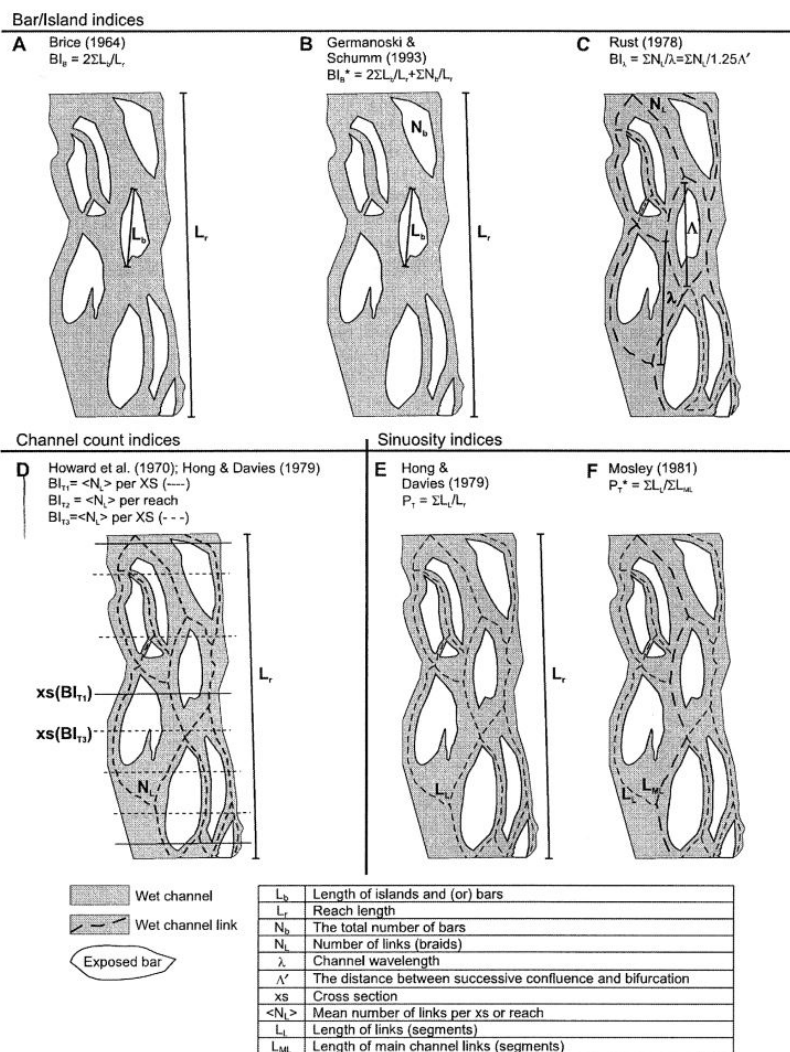 Bar/Island indices
A Brice (1964)
BI_B = 2ΣL_b/L_r
B Germanoski &
Schumm (1993)
BI_B* = 2ΣL_b/L_r+ΣN_b/L_r
C Rust (1978)
BI_λ = ΣN_L/λ=ΣN_L/1.25Λ′
N_b
N_L
L_b
L_r
L_b
L_r
Λ
λ
Channel count indices
Sinuosity indices
D Howard et al. (1970); Hong & Davies (1979)
BI_T1= <N_L> per XS (----)
BI_T2 = <N_L> per reach
BI_T3=<N_L> per XS (- - -)
E Hong &
Davies (1979)
P_T = ΣL_L/L_r
F Mosley (1981)
P_T* = ΣL_L/ΣL_ML
L_r
L_r
xs(BI_T1)
xs(BI_T3)
N_L
L_L
L_L
L_ML
Wet channel
Wet channel link
Exposed bar
L_b Length of islands and (or) bars
L_r Reach length
N_b The total number of bars
N_L Number of links (braids)
λ Channel wavelength
Λ′ The distance between successive confluence and bifurcation
xs Cross section
<N_L> Mean number of links per xs or reach
L_L Length of links (segments)
L_ML Length of main channel links (segments)